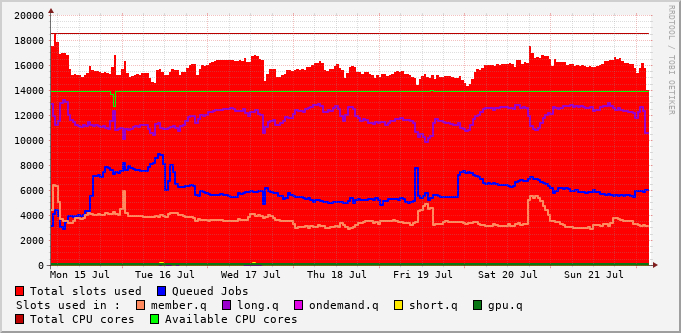 RRDTOOL / TOBI OETIKER
20000
18000
16000
14000
12000
10000
8000
6000
4000
2000
0
Mon 15 Jul Tue 16 Jul Wed 17 Jul Thu 18 Jul Fri 19 Jul Sat 20 Jul Sun 21 Jul
Total slots used Queued Jobs
Slots used in : member.q long.q ondemand.q short.q gpu.q
Total CPU cores Available CPU cores